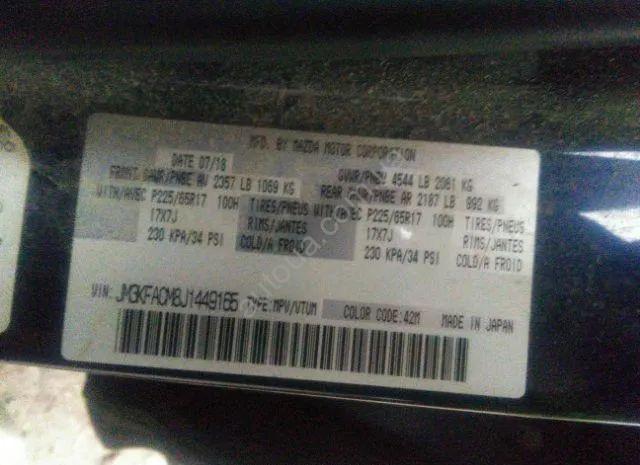 MFD. BY MAZDA MOTOR CORPORATION
DATE 07/18 GVWR/PNBV 4544 LB 2061 KG
FRONT GAWR/PNBE AV 2357 LB 1069 KG REAR GAWR/PNBE AR 2187 LB 992 KG
WITH/AVEC P225/65R17 100H TIRES/PNEUS WITH/AVEC P225/65R17 100H TIRES/PNEUS
17X7J RIMS/JANTES 17X7J RIMS/JANTES
230 KPA/34 PSI COLD/A FROID 230 KPA/34 PSI COLD/A FROID
VIN: JM3KFACM8J1449165 TYPE:MPV/VTUM COLOR CODE:42M MADE IN JAPAN